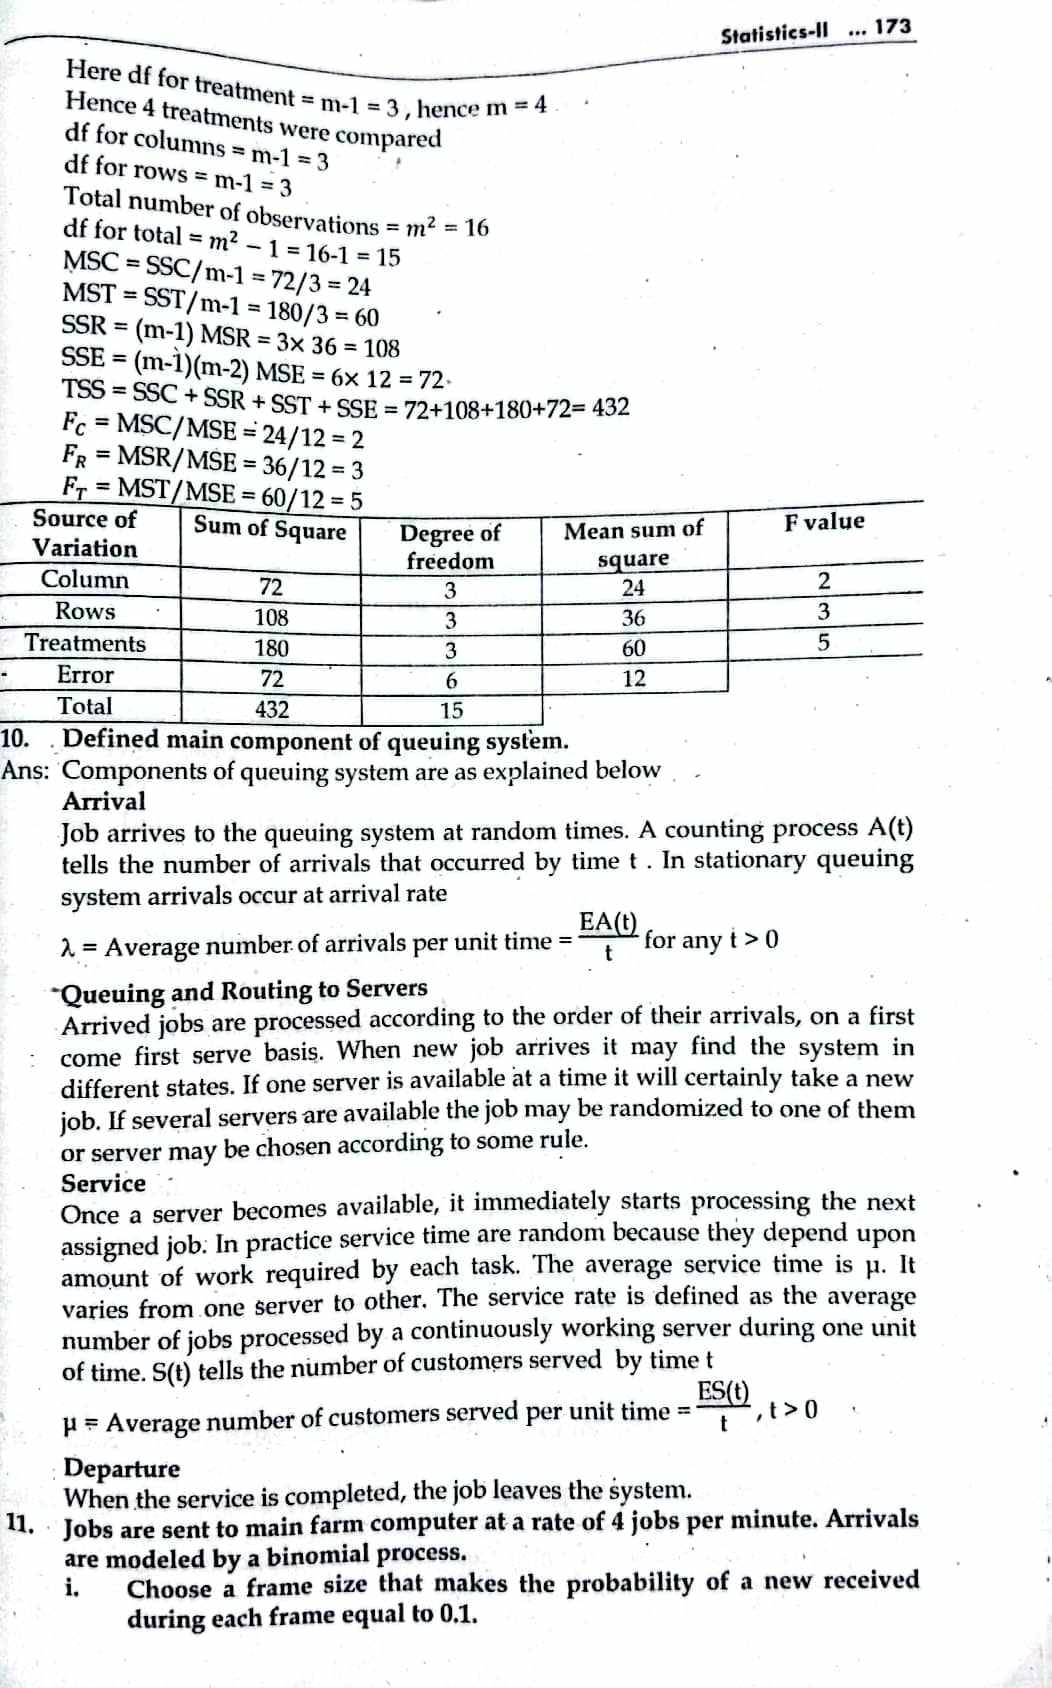 Statistics-II ... 173
Here df for treatment = m-1 = 3 , hence m = 4
Hence 4 treatments were compared
df for columns = m-1 = 3
df for rows = m-1 = 3
Total number of observations = m² = 16
df for total = m² − 1 = 16-1 = 15
MSC = SSC/m-1 = 72/3 = 24
MST = SST/m-1 = 180/3 = 60
SSR = (m-1) MSR = 3× 36 = 108
SSE = (m-1)(m-2) MSE = 6× 12 = 72
TSS = SSC + SSR + SST + SSE = 72+108+180+72= 432
F_C = MSC/MSE = 24/12 = 2
F_R = MSR/MSE = 36/12 = 3
F_T = MST/MSE = 60/12 = 5
Source of Variation | Sum of Square | Degree of freedom | Mean sum of square | F value
Column | 72 | 3 | 24 | 2
Rows | 108 | 3 | 36 | 3
Treatments | 180 | 3 | 60 | 5
Error | 72 | 6 | 12
Total | 432 | 15
10. Defined main component of queuing system.
Ans: Components of queuing system are as explained below
Arrival
Job arrives to the queuing system at random times. A counting process A(t)
tells the number of arrivals that occurred by time t . In stationary queuing
system arrivals occur at arrival rate
λ = Average number of arrivals per unit time = EA(t)/t for any t > 0
Queuing and Routing to Servers
Arrived jobs are processed according to the order of their arrivals, on a first
come first serve basis. When new job arrives it may find the system in
different states. If one server is available at a time it will certainly take a new
job. If several servers are available the job may be randomized to one of them
or server may be chosen according to some rule.
Service
Once a server becomes available, it immediately starts processing the next
assigned job. In practice service time are random because they depend upon
amount of work required by each task. The average service time is μ. It
varies from one server to other. The service rate is defined as the average
number of jobs processed by a continuously working server during one unit
of time. S(t) tells the number of customers served by time t
μ = Average number of customers served per unit time = ES(t)/t , t > 0
Departure
When the service is completed, the job leaves the system.
11. Jobs are sent to main farm computer at a rate of 4 jobs per minute. Arrivals
are modeled by a binomial process.
i. Choose a frame size that makes the probability of a new received
during each frame equal to 0.1.